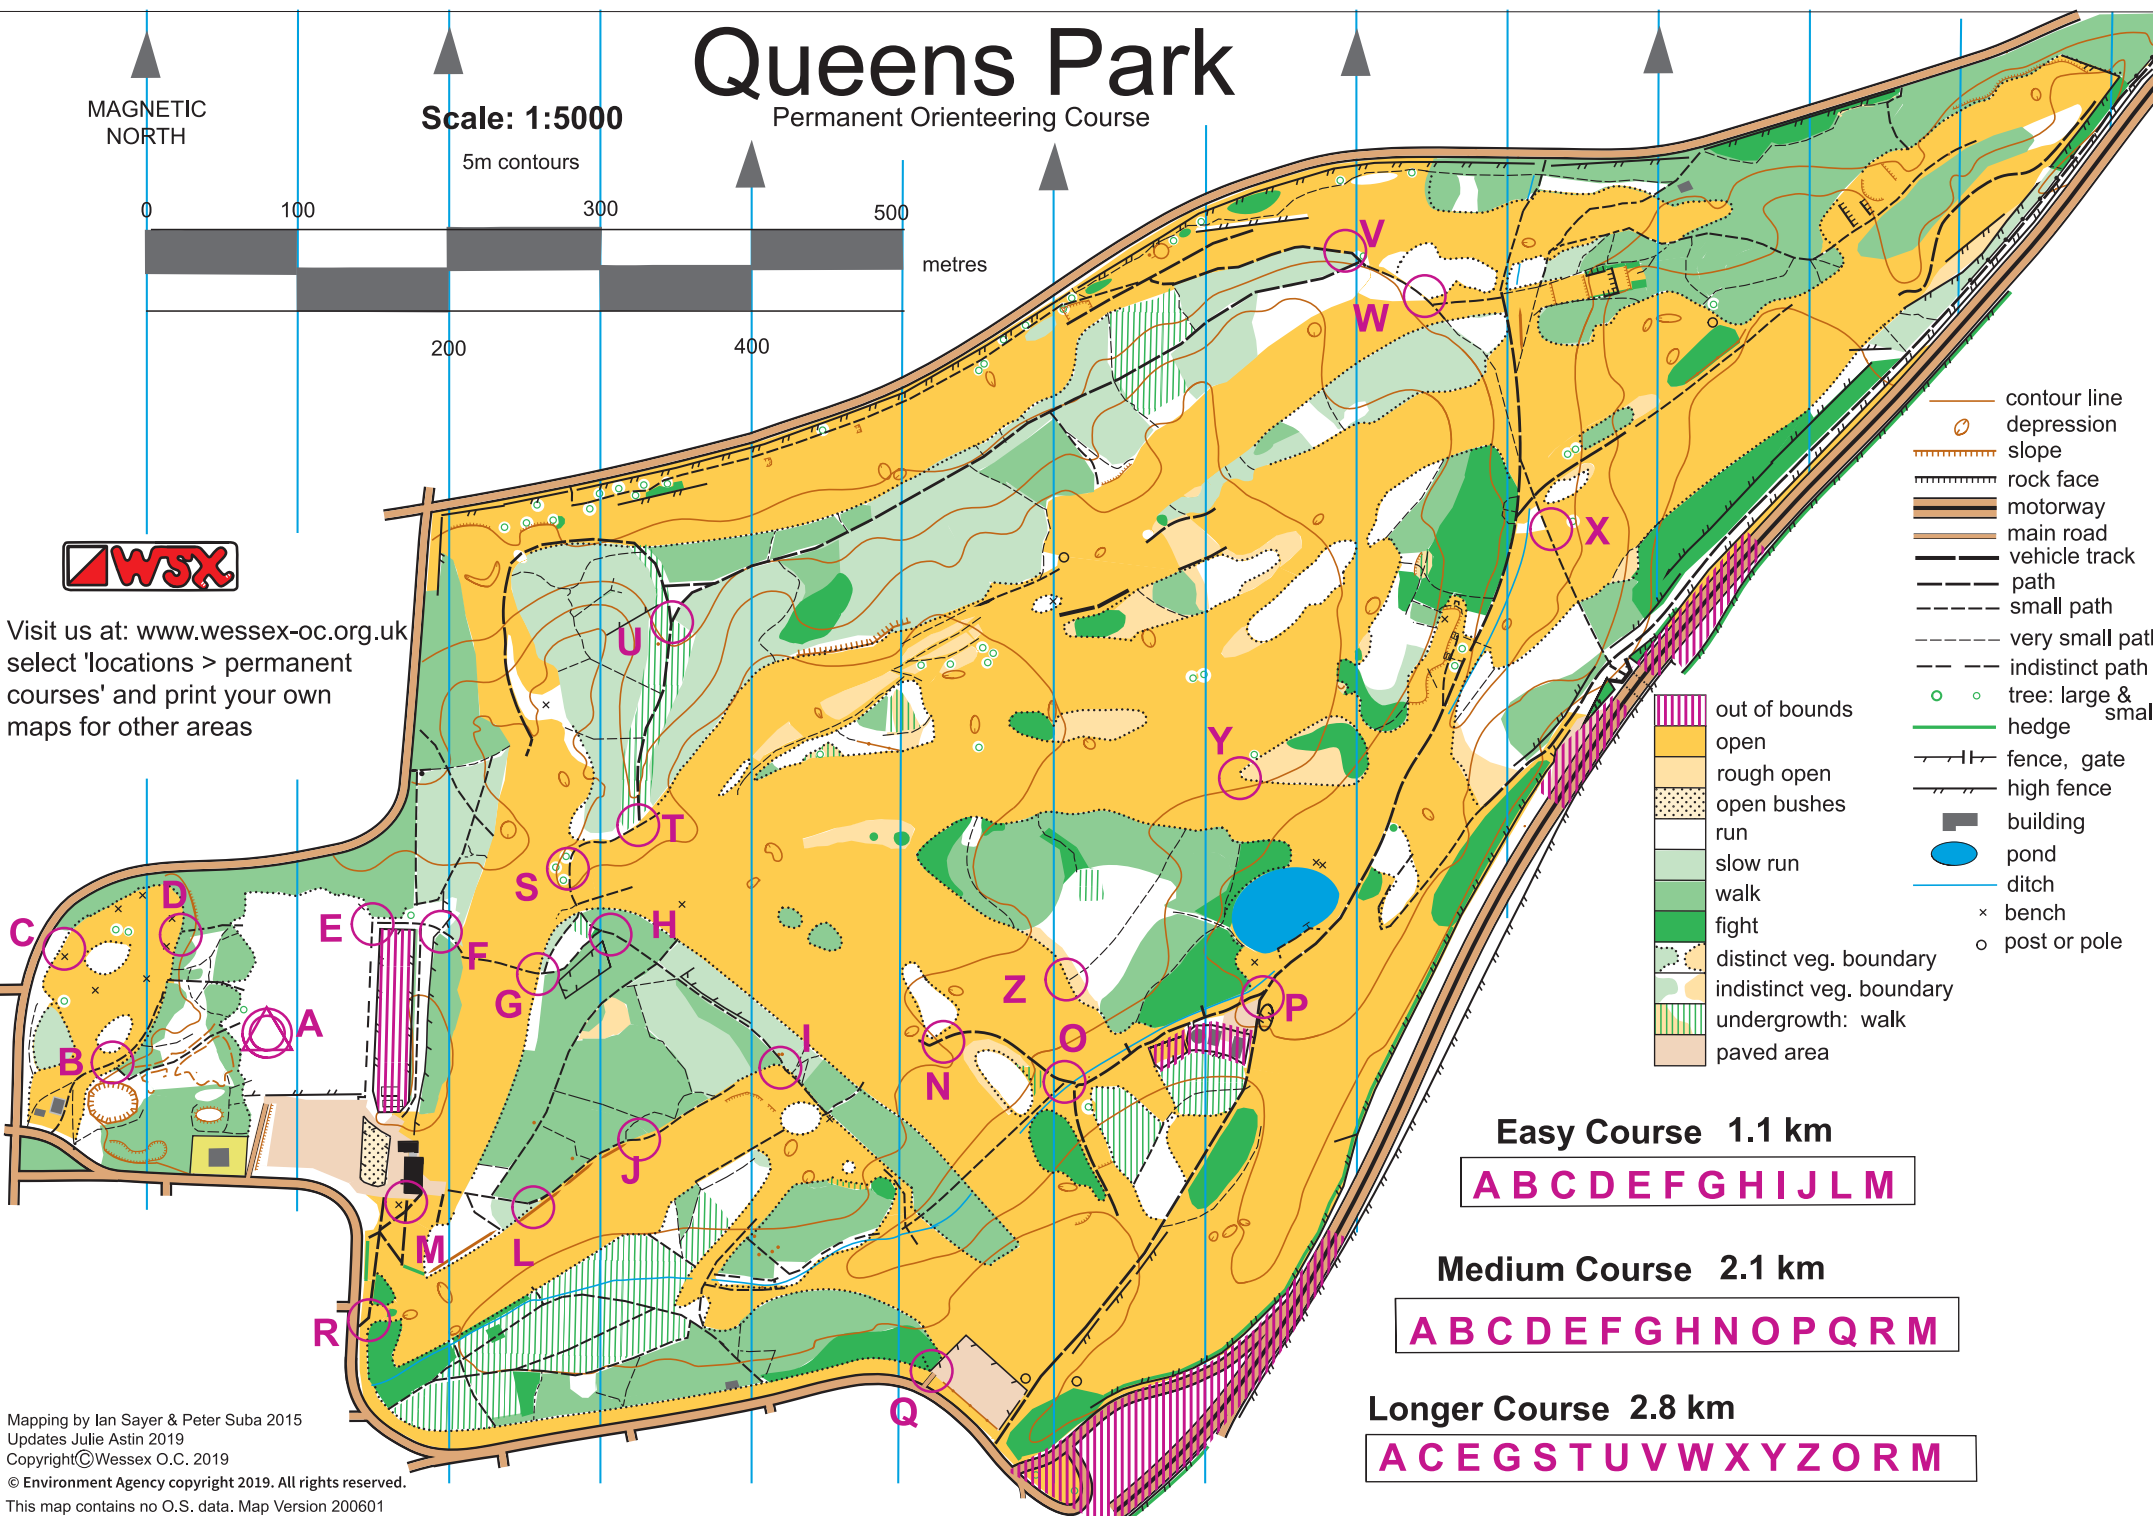 Queens Park
Permanent Orienteering Course
MAGNETIC
NORTH
Scale: 1:5000
5m contours
0
100
300
500
metres
200
400
WSX
Visit us at: www.wessex-oc.org.uk
select 'locations > permanent
courses' and print your own
maps for other areas
V
W
X
U
Y
T
S
D
C
E
F
H
G
Z
P
A
B
I
O
N
J
M
L
R
Q
contour line
depression
slope
rock face
motorway
main road
vehicle track
path
small path
very small path
indistinct path
tree: large &
smal
hedge
fence, gate
high fence
building
pond
ditch
bench
post or pole
out of bounds
open
rough open
open bushes
run
slow run
walk
fight
distinct veg. boundary
indistinct veg. boundary
undergrowth: walk
paved area
Easy Course 1.1 km
A B C D E F G H I J L M
Medium Course 2.1 km
A B C D E F G H N O P Q R M
Longer Course 2.8 km
A C E G S T U V W X Y Z O R M
Mapping by Ian Sayer & Peter Suba 2015
Updates Julie Astin 2019
Copyright©Wessex O.C. 2019
© Environment Agency copyright 2019. All rights reserved.
This map contains no O.S. data. Map Version 200601